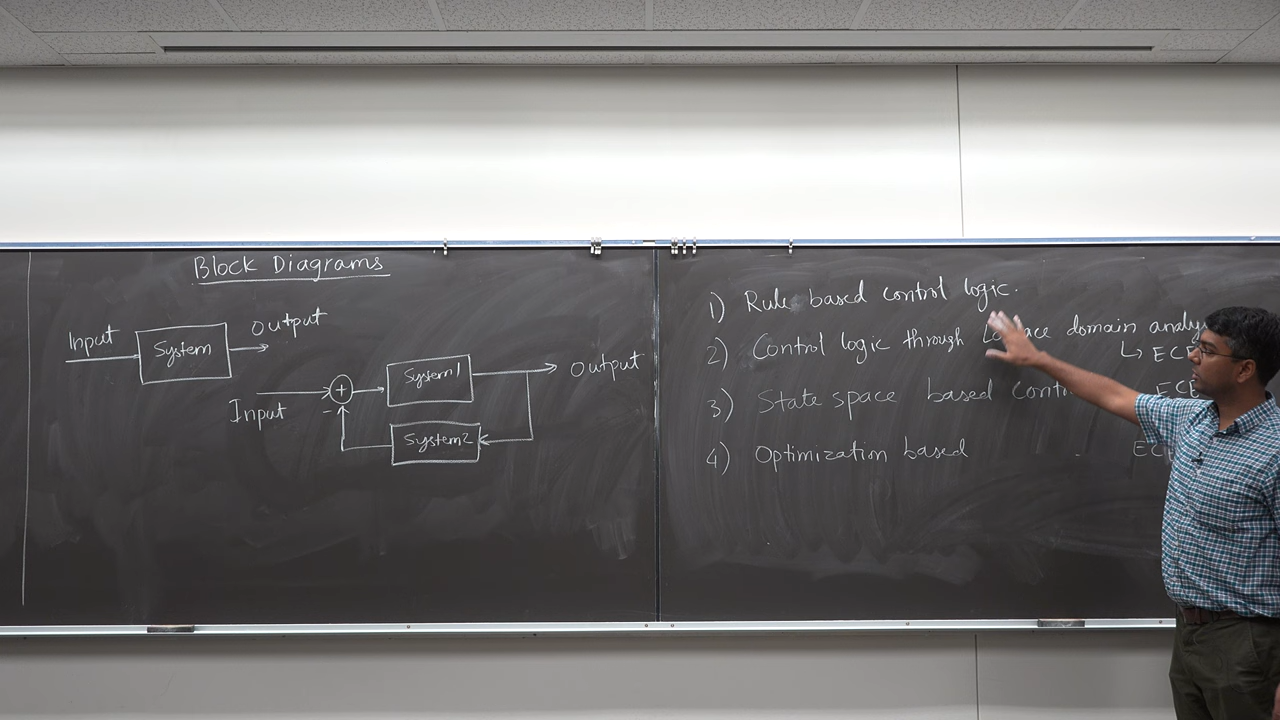 Block Diagrams
Input
System
Output
Input
+
-
System1
Output
System2
1) Rule based control logic.
2) Control logic through domain
↳ ECE
3) State space based
4) Optimization based